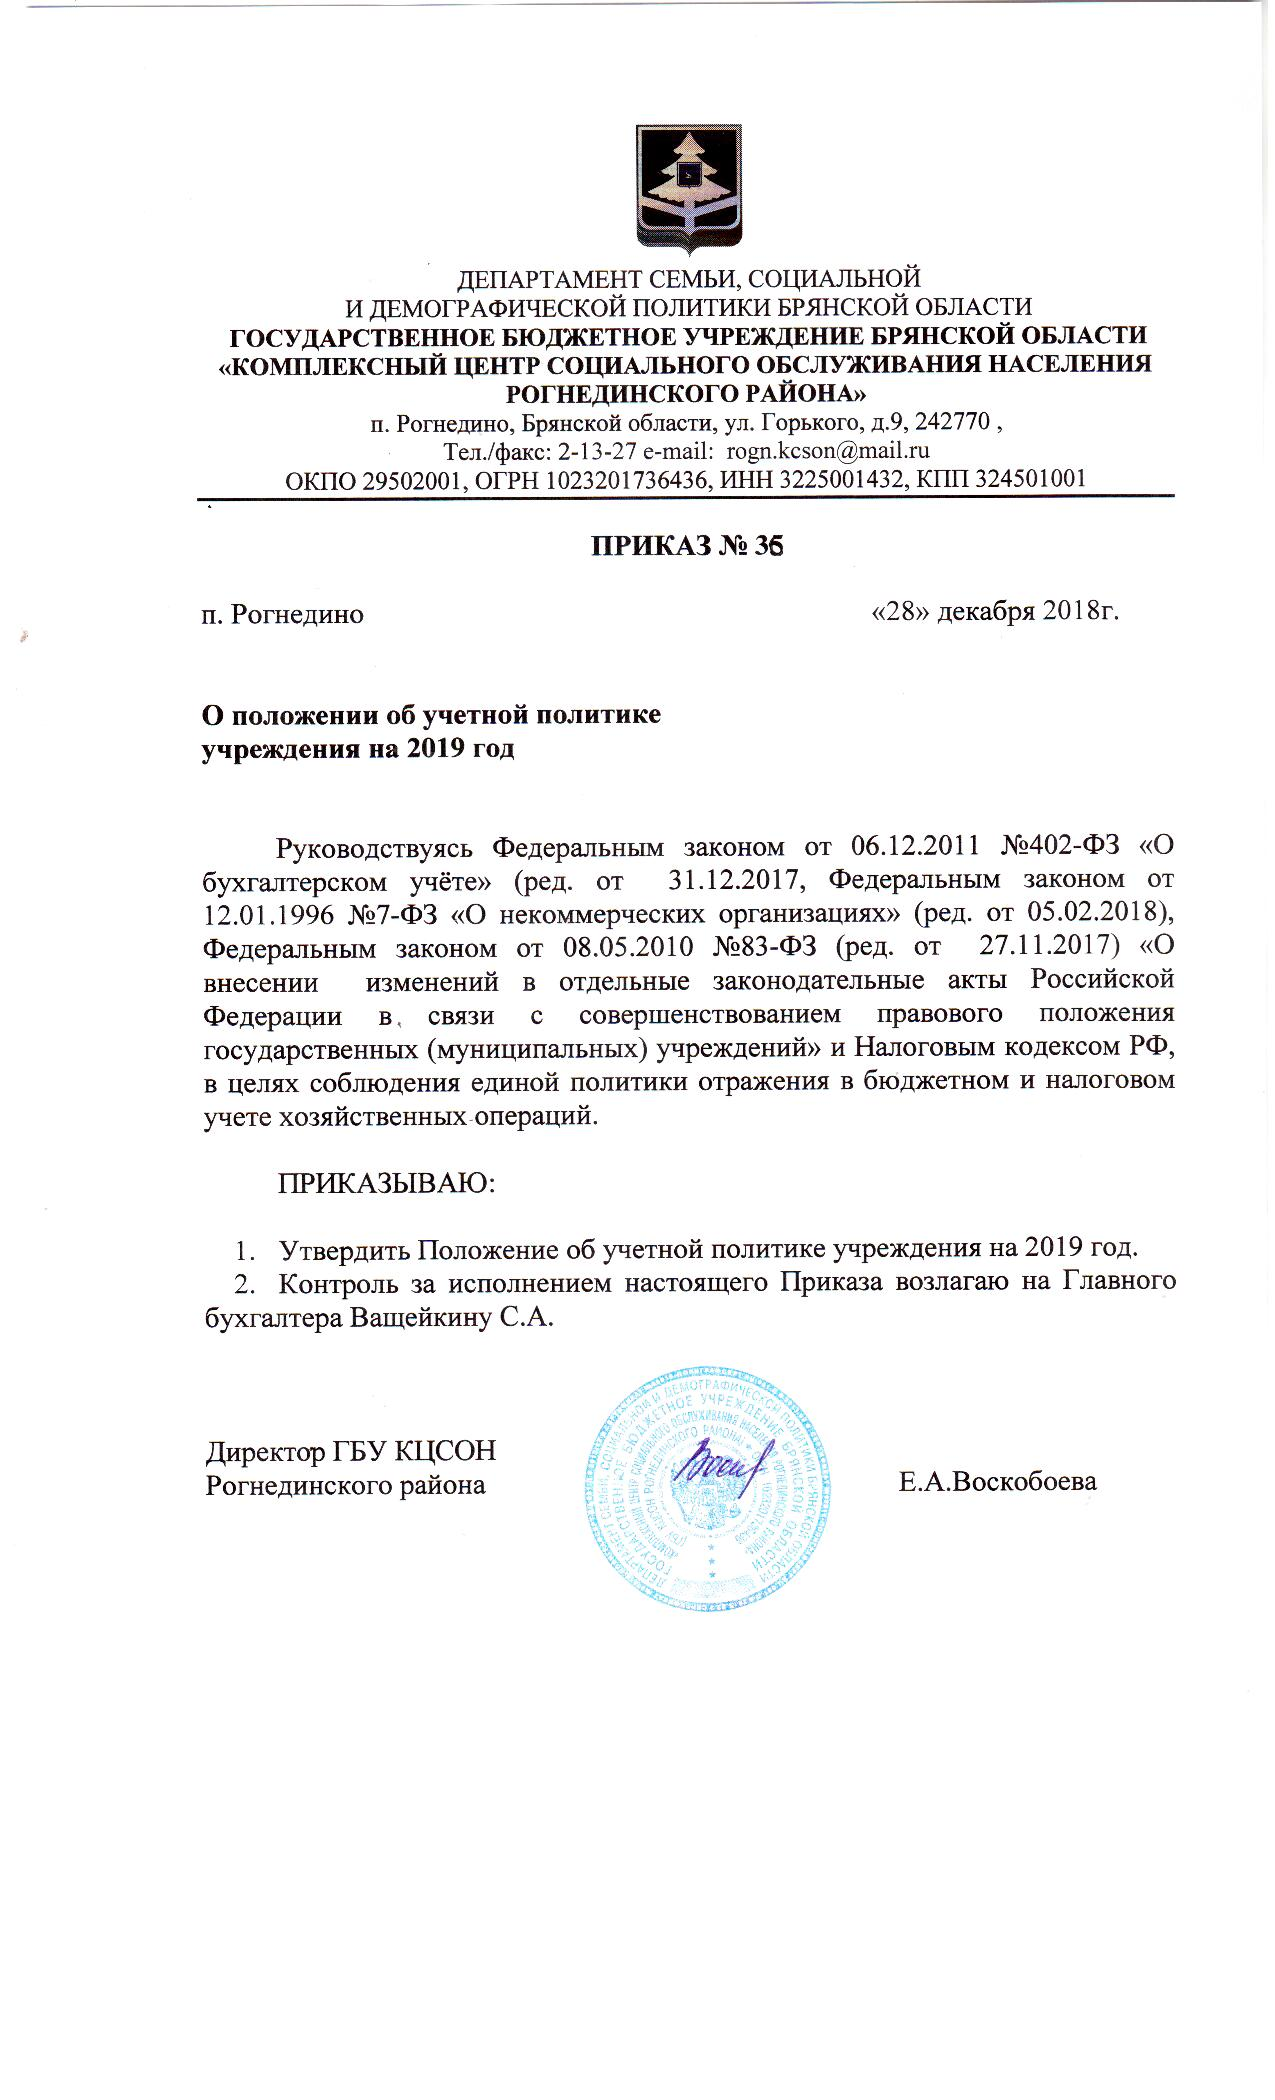 ДЕПАРТАМЕНТ СЕМЬИ, СОЦИАЛЬНОЙ
И ДЕМОГРАФИЧЕСКОЙ ПОЛИТИКИ БРЯНСКОЙ ОБЛАСТИ
ГОСУДАРСТВЕННОЕ БЮДЖЕТНОЕ УЧРЕЖДЕНИЕ БРЯНСКОЙ ОБЛАСТИ
«КОМПЛЕКСНЫЙ ЦЕНТР СОЦИАЛЬНОГО ОБСЛУЖИВАНИЯ НАСЕЛЕНИЯ
РОГНЕДИНСКОГО РАЙОНА»
п. Рогнедино, Брянской области, ул. Горького, д.9, 242770 ,
Тел./факс: 2-13-27 e-mail: rogn.kcson@mail.ru
ОКПО 29502001, ОГРН 1023201736436, ИНН 3225001432, КПП 324501001
ПРИКАЗ № 36
п. Рогнедино «28» декабря 2018г.
О положении об учетной политике
учреждения на 2019 год
Руководствуясь Федеральным законом от 06.12.2011 №402-ФЗ «О
бухгалтерском учёте» (ред. от 31.12.2017, Федеральным законом от
12.01.1996 №7-ФЗ «О некоммерческих организациях» (ред. от 05.02.2018),
Федеральным законом от 08.05.2010 №83-ФЗ (ред. от 27.11.2017) «О
внесении изменений в отдельные законодательные акты Российской
Федерации в связи с совершенствованием правового положения
государственных (муниципальных) учреждений» и Налоговым кодексом РФ,
в целях соблюдения единой политики отражения в бюджетном и налоговом
учете хозяйственных операций.
ПРИКАЗЫВАЮ:
1. Утвердить Положение об учетной политике учреждения на 2019 год.
2. Контроль за исполнением настоящего Приказа возлагаю на Главного
бухгалтера Ващейкину С.А.
Директор ГБУ КЦСОН
Рогнединского района Е.А.Воскобоева